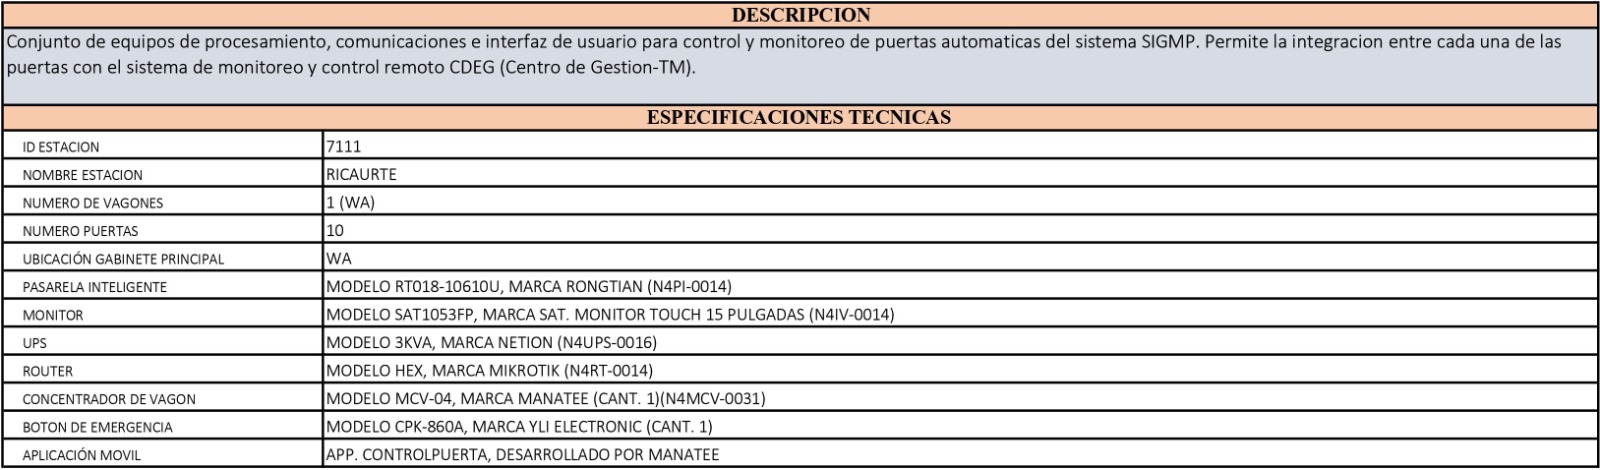 DESCRIPCION
Conjunto de equipos de procesamiento, comunicaciones e interfaz de usuario para control y monitoreo de puertas automaticas del sistema SIGMP. Permite la integracion entre cada una de las
puertas con el sistema de monitoreo y control remoto CDEG (Centro de Gestion-TM).
ESPECIFICACIONES TECNICAS
ID ESTACION 7111
NOMBRE ESTACION RICAURTE
NUMERO DE VAGONES 1 (WA)
NUMERO PUERTAS 10
UBICACIÓN GABINETE PRINCIPAL WA
PASARELA INTELIGENTE MODELO RT018-10610U, MARCA RONGTIAN (N4PI-0014)
MONITOR MODELO SAT1053FP, MARCA SAT. MONITOR TOUCH 15 PULGADAS (N4IV-0014)
UPS MODELO 3KVA, MARCA NETION (N4UPS-0016)
ROUTER MODELO HEX, MARCA MIKROTIK (N4RT-0014)
CONCENTRADOR DE VAGON MODELO MCV-04, MARCA MANATEE (CANT. 1)(N4MCV-0031)
BOTON DE EMERGENCIA MODELO CPK-860A, MARCA YLI ELECTRONIC (CANT. 1)
APLICACIÓN MOVIL APP. CONTROLPUERTA, DESARROLLADO POR MANATEE